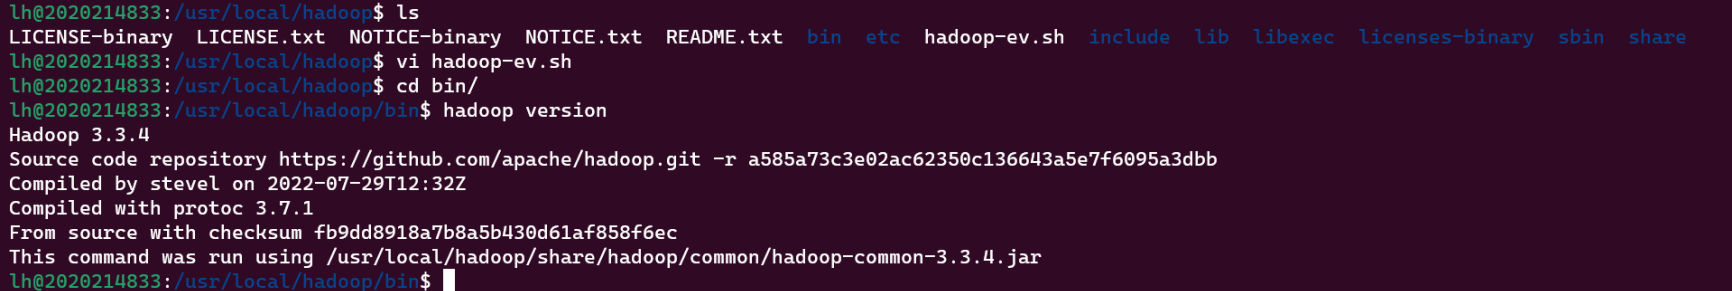 lh@2020214833:/usr/local/hadoop$ ls
LICENSE-binary  LICENSE.txt  NOTICE-binary  NOTICE.txt  README.txt  bin  etc  hadoop-ev.sh  include  lib  libexec  licenses-binary  sbin  share
lh@2020214833:/usr/local/hadoop$ vi hadoop-ev.sh
lh@2020214833:/usr/local/hadoop$ cd bin/
lh@2020214833:/usr/local/hadoop/bin$ hadoop version
Hadoop 3.3.4
Source code repository https://github.com/apache/hadoop.git -r a585a73c3e02ac62350c136643a5e7f6095a3dbb
Compiled by stevel on 2022-07-29T12:32Z
Compiled with protoc 3.7.1
From source with checksum fb9dd8918a7b8a5b430d61af858f6ec
This command was run using /usr/local/hadoop/share/hadoop/common/hadoop-common-3.3.4.jar
lh@2020214833:/usr/local/hadoop/bin$